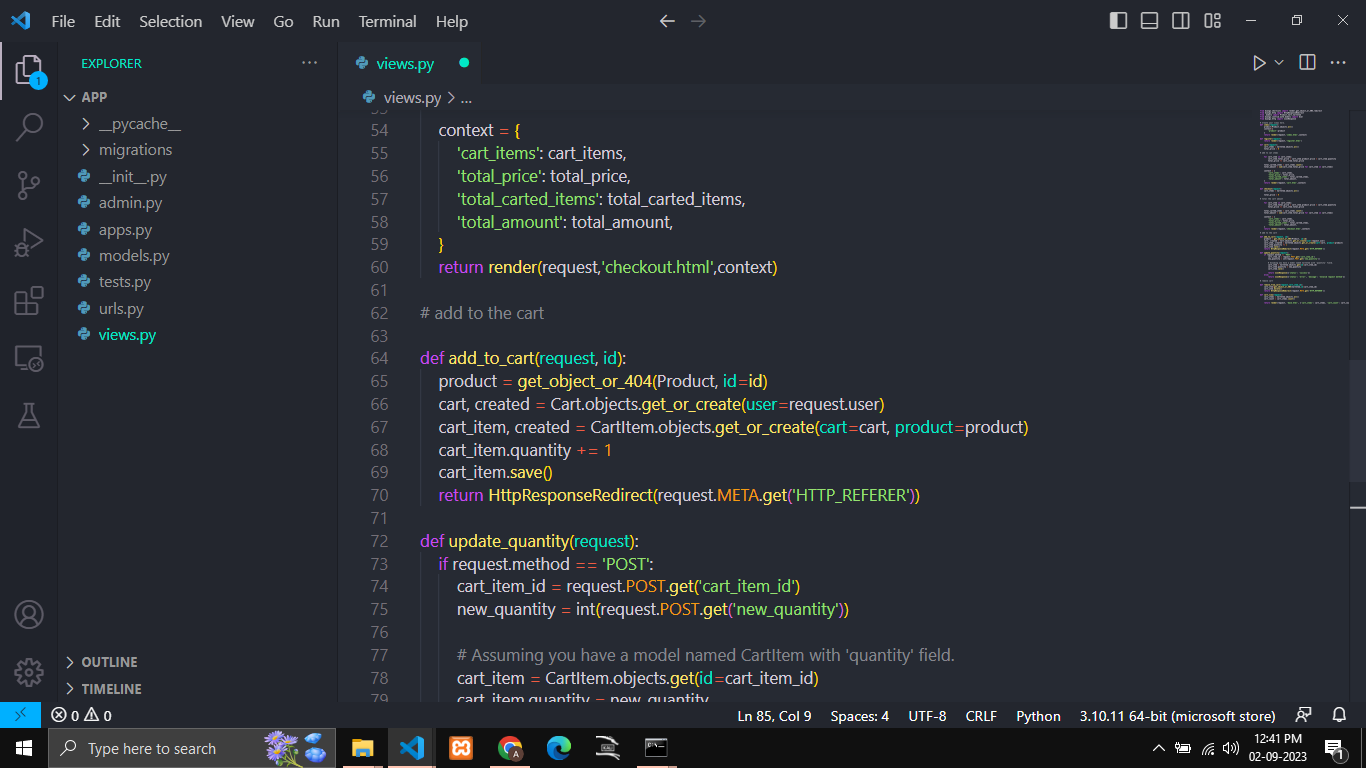 File Edit Selection View Go Run Terminal Help
EXPLORER ...
1
APP
__pycache__
migrations
__init__.py
admin.py
apps.py
models.py
tests.py
urls.py
views.py
OUTLINE
TIMELINE
views.py
views.py > ...
54 context = {
55 'cart_items': cart_items,
56 'total_price': total_price,
57 'total_carted_items': total_carted_items,
58 'total_amount': total_amount,
59 }
60 return render(request,'checkout.html',context)
61
62 # add to the cart
63
64 def add_to_cart(request, id):
65 product = get_object_or_404(Product, id=id)
66 cart, created = Cart.objects.get_or_create(user=request.user)
67 cart_item, created = CartItem.objects.get_or_create(cart=cart, product=product)
68 cart_item.quantity += 1
69 cart_item.save()
70 return HttpResponseRedirect(request.META.get('HTTP_REFERER'))
71
72 def update_quantity(request):
73 if request.method == 'POST':
74 cart_item_id = request.POST.get('cart_item_id')
75 new_quantity = int(request.POST.get('new_quantity'))
76
77 # Assuming you have a model named CartItem with 'quantity' field.
78 cart_item = CartItem.objects.get(id=cart_item_id)
79 cart_item.quantity = new_quantity
0 0 Ln 85, Col 9 Spaces: 4 UTF-8 CRLF Python 3.10.11 64-bit (microsoft store)
Type here to search
12:41 PM
02-09-2023
1